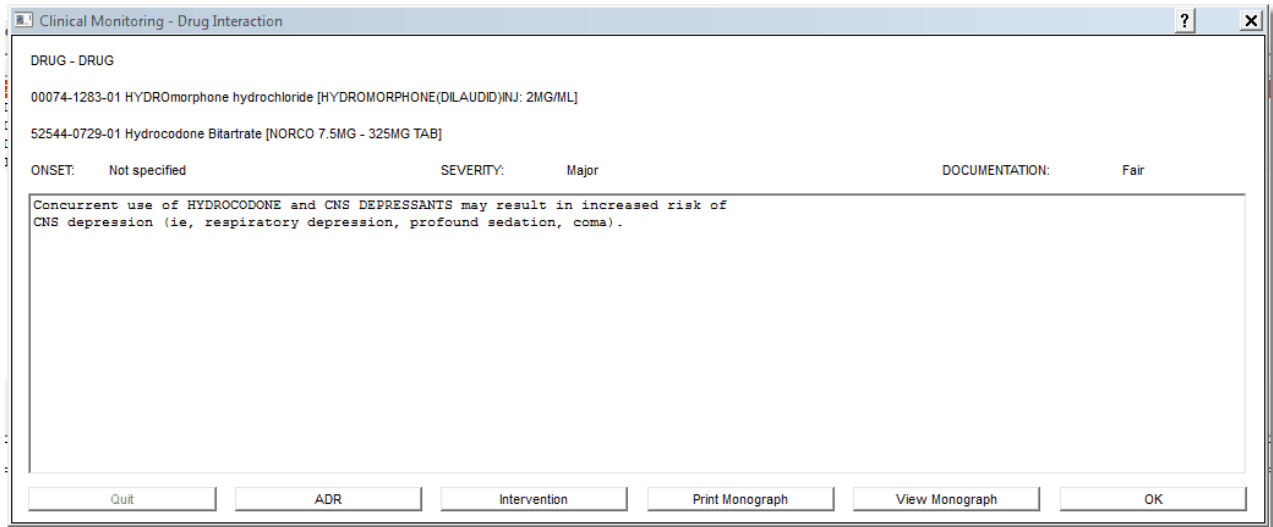 Clinical Monitoring - Drug Interaction
?
X
DRUG - DRUG
00074-1283-01 HYDROmorphone hydrochloride [HYDROMORPHONE(DILAUDID)INJ: 2MG/ML]
52544-0729-01 Hydrocodone Bitartrate [NORCO 7.5MG - 325MG TAB]
ONSET: Not specified SEVERITY: Major DOCUMENTATION: Fair
Concurrent use of HYDROCODONE and CNS DEPRESSANTS may result in increased risk of
CNS depression (ie, respiratory depression, profound sedation, coma).
Quit ADR Intervention Print Monograph View Monograph OK